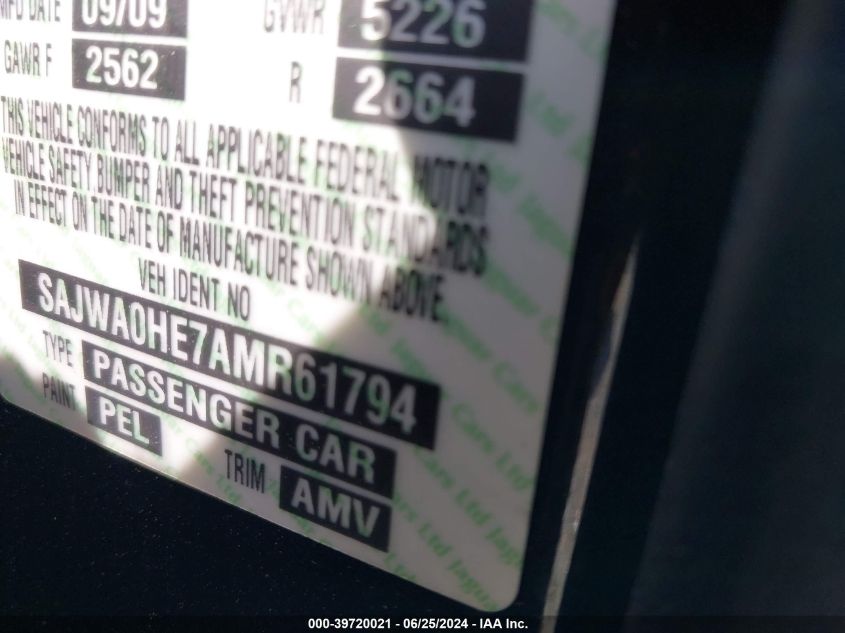 MFD DATE 09/09 GVWR 5226
GAWR F 2562 R 2664
THIS VEHICLE CONFORMS TO ALL APPLICABLE FEDERAL MOTOR
VEHICLE SAFETY, BUMPER AND THEFT PREVENTION STANDARDS
IN EFFECT ON THE DATE OF MANUFACTURE SHOWN ABOVE
VEH IDENT NO
SAJWA0HE7AMR61794
TYPE PASSENGER CAR
PAINT PEL TRIM AMV
000-39720021 - 06/25/2024 - IAA Inc.